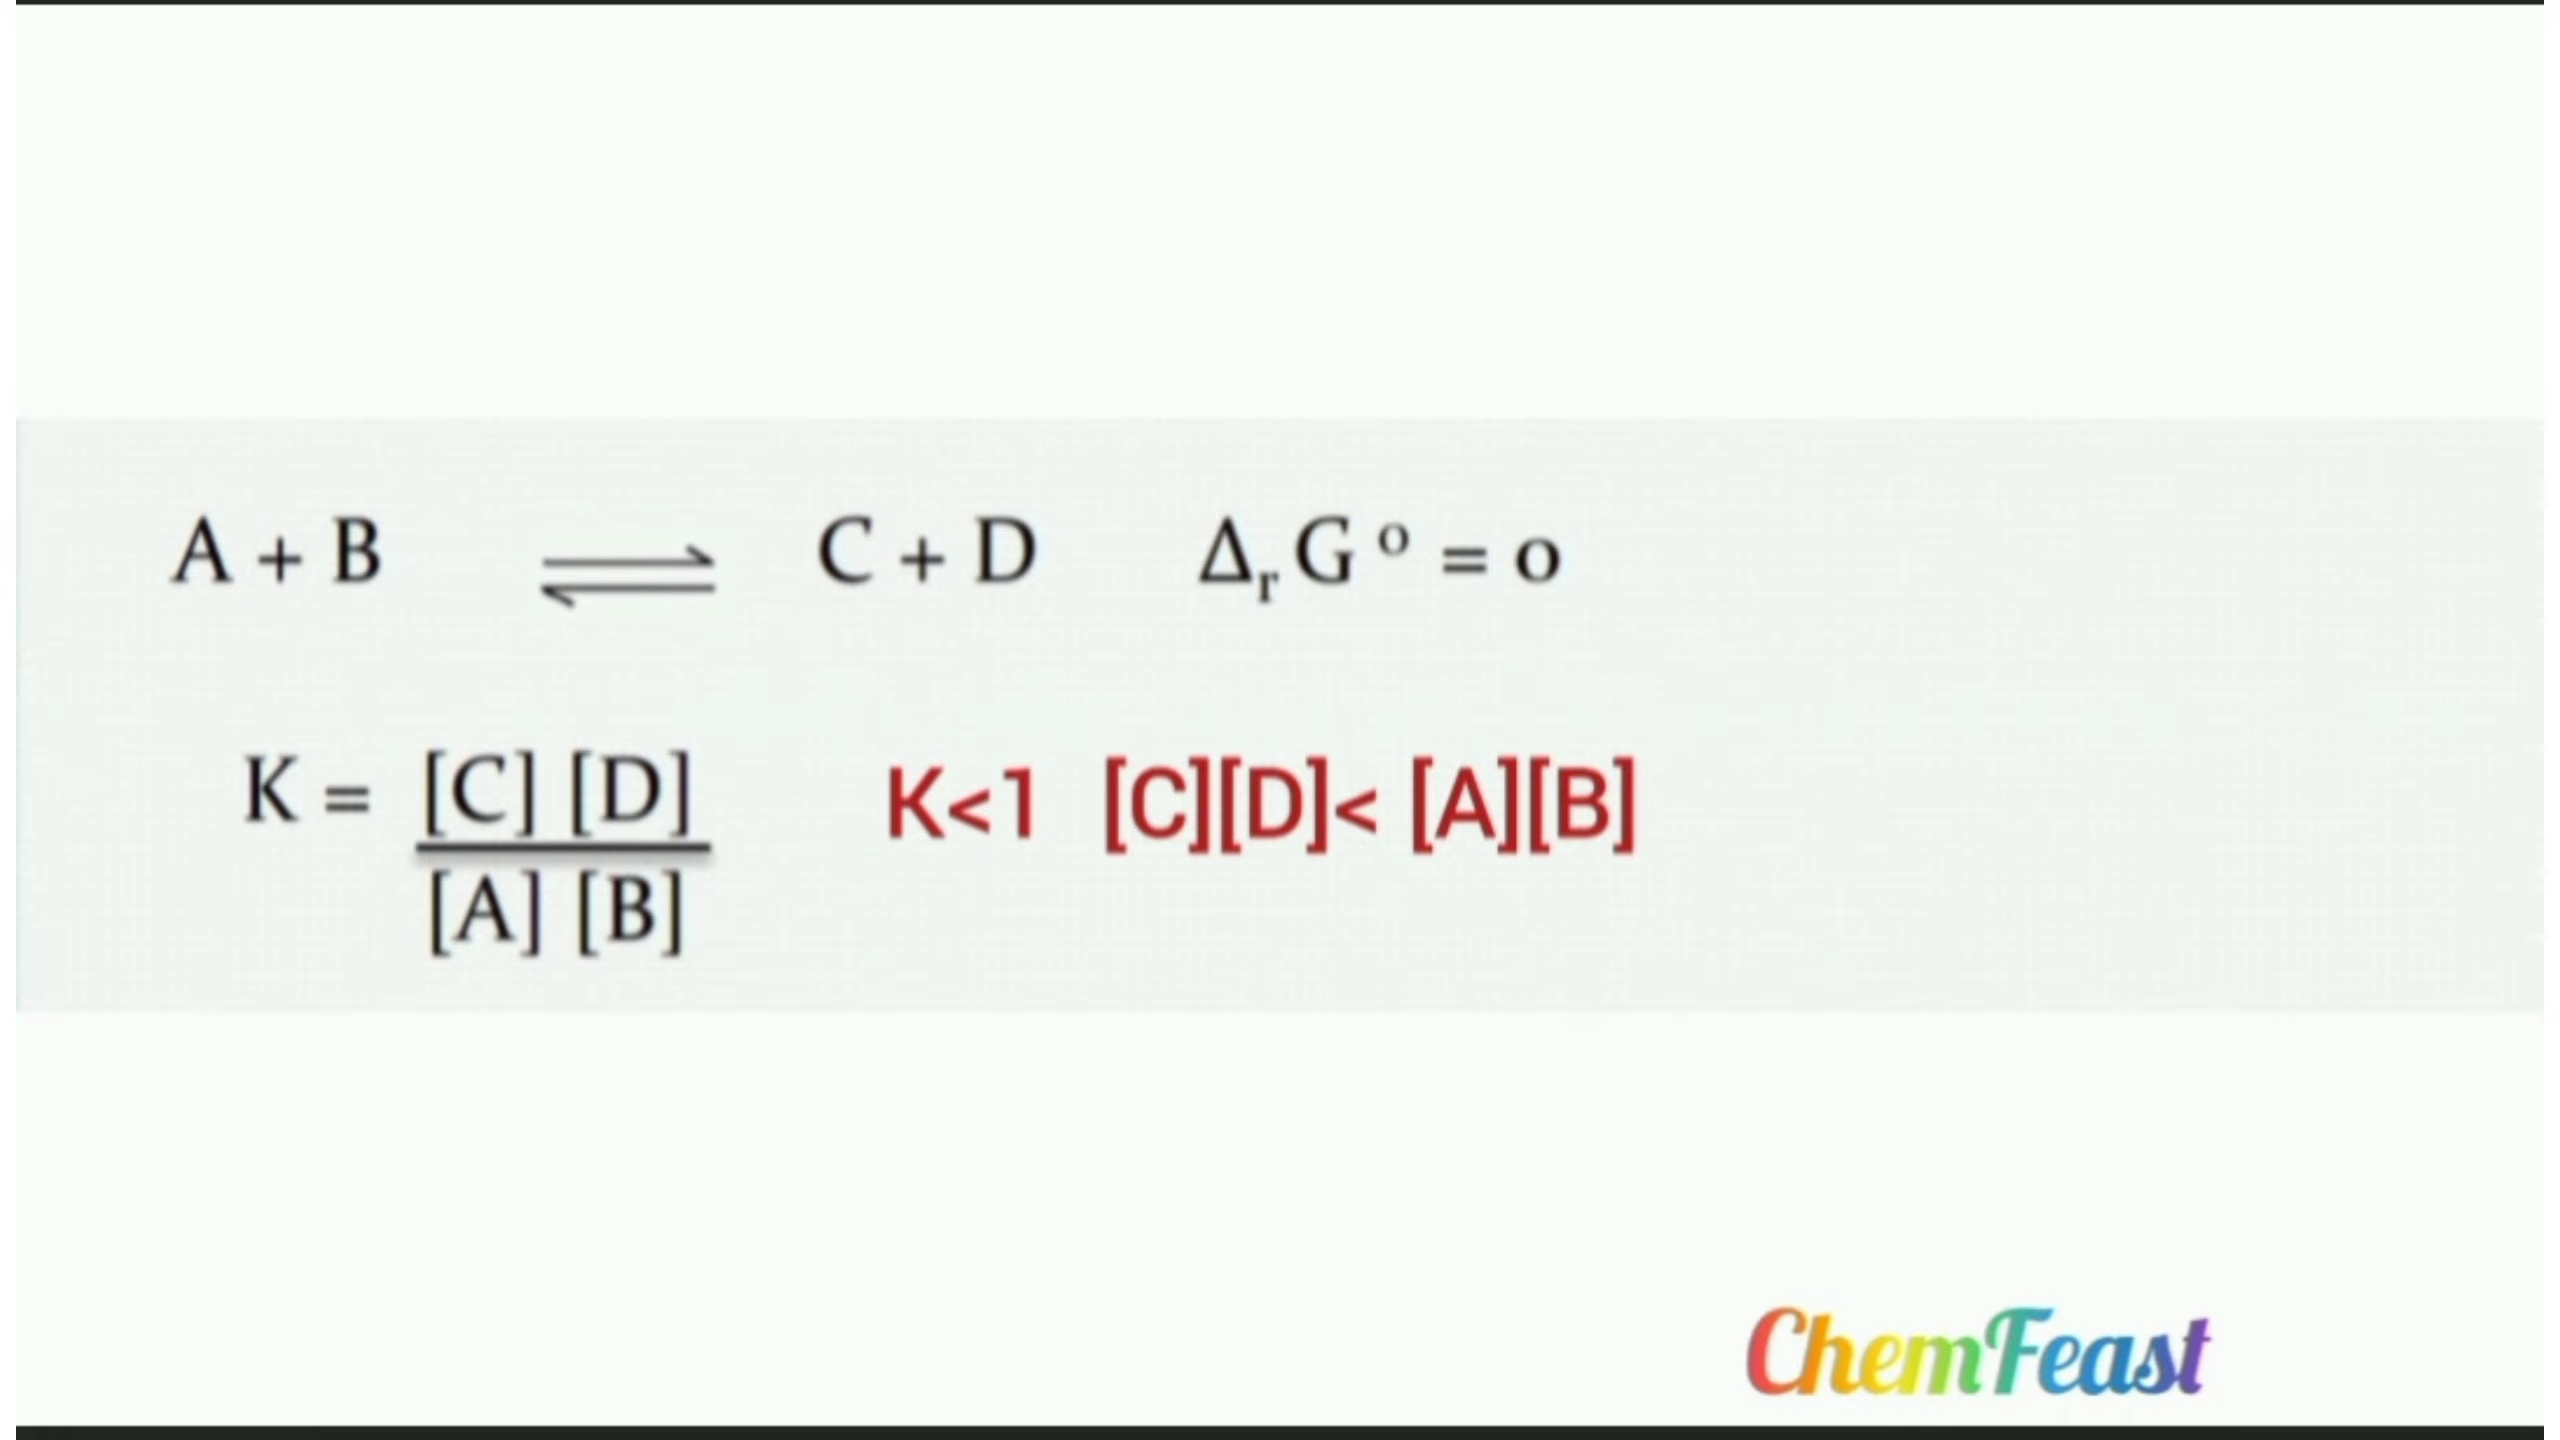 A + B ⇌ C + D Δr G º = o
K = [C] [D] K<1 [C][D]< [A][B]
[A] [B]
ChemFeast